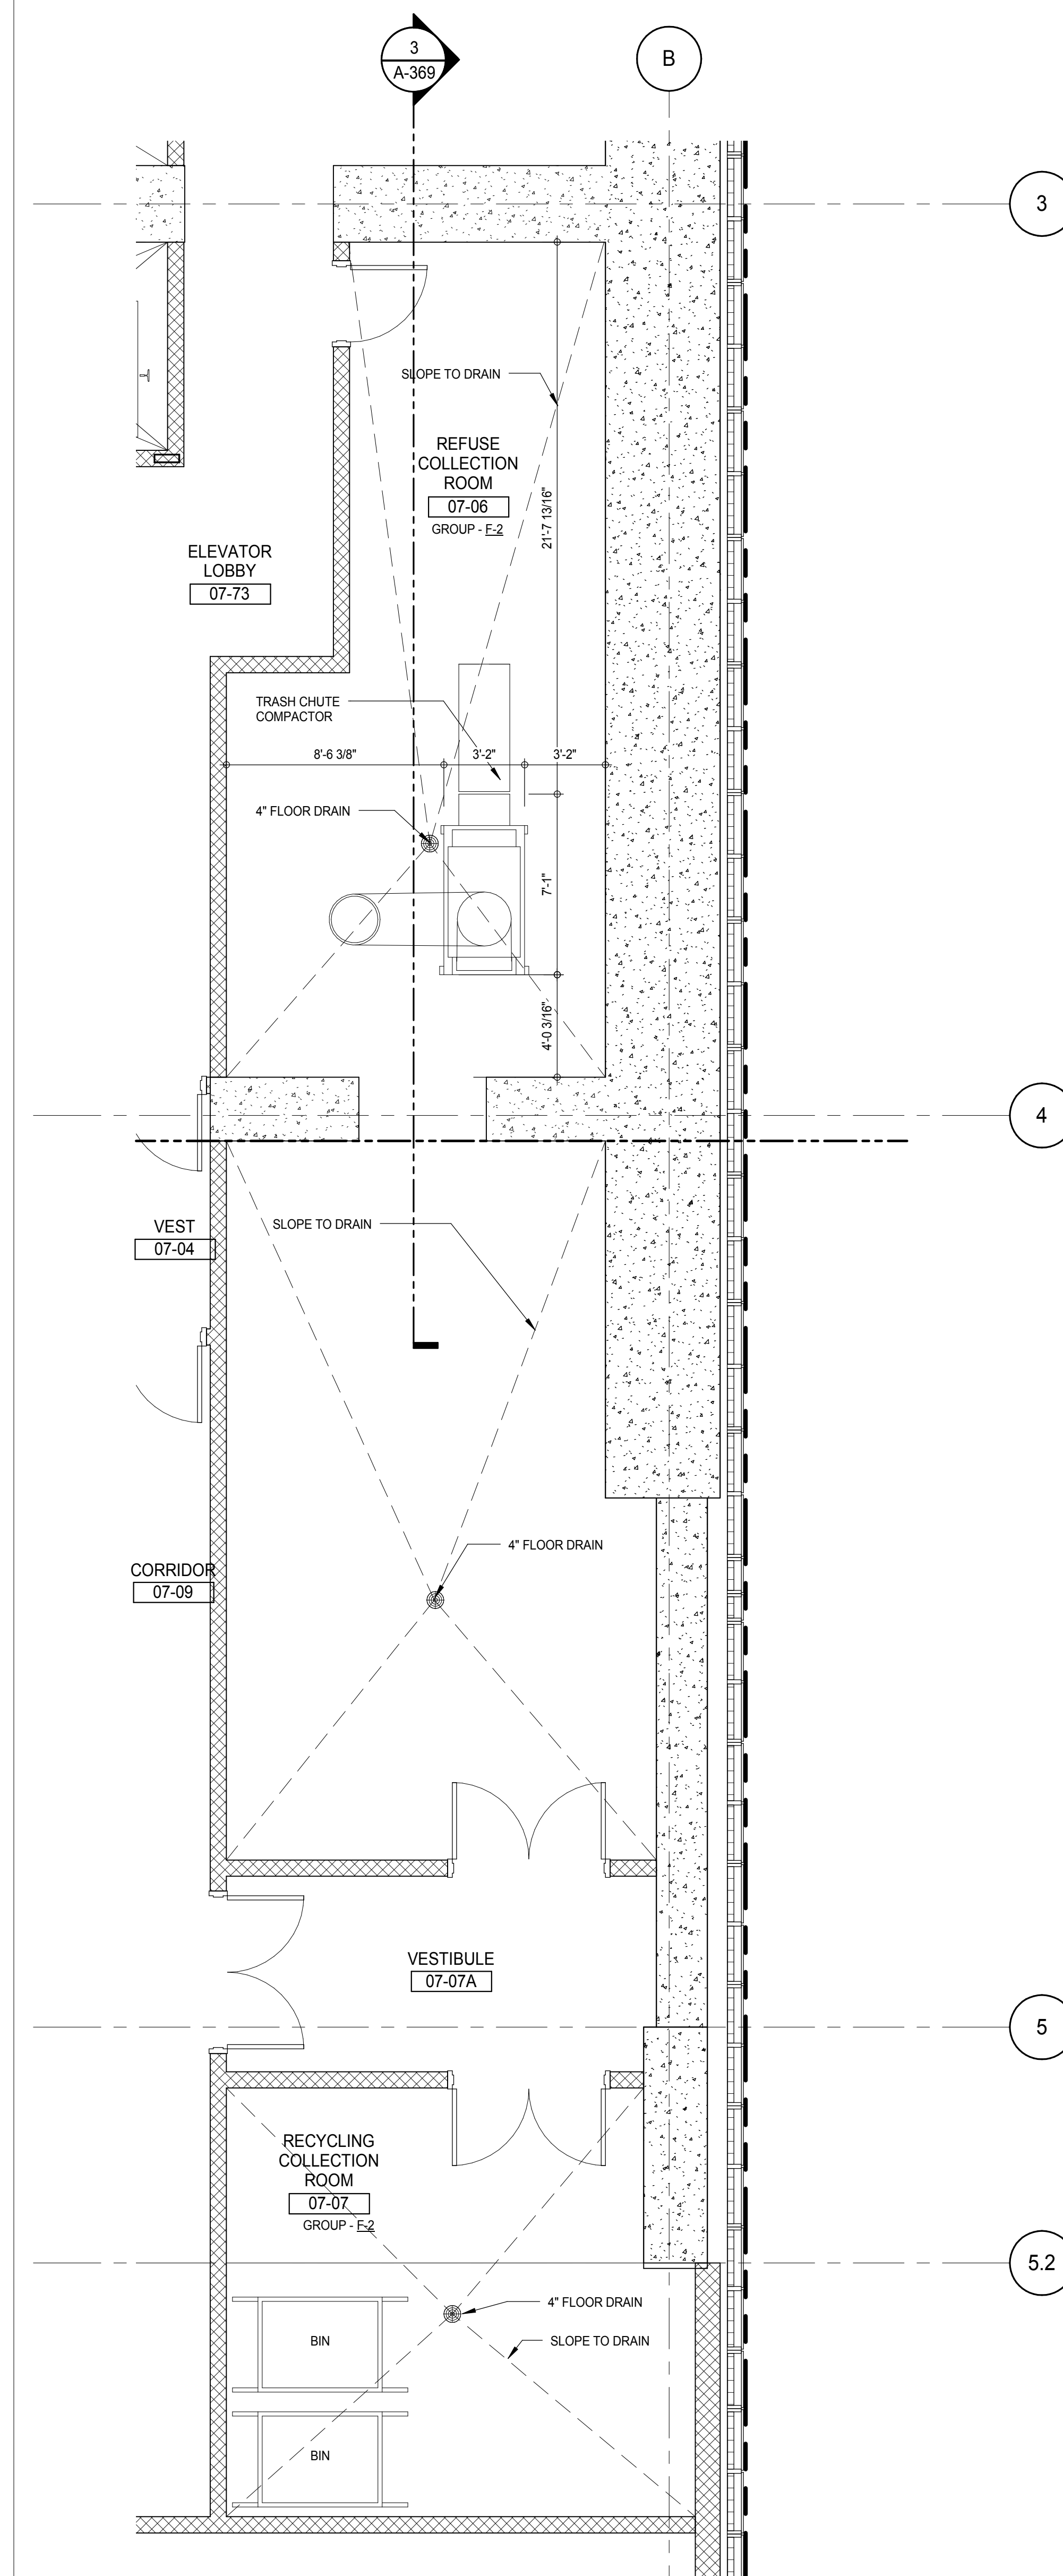 3
A-369
B
3
SLOPE TO DRAIN
REFUSE
COLLECTION
ROOM
07-06
GROUP - F-2
21'-7 13/16"
ELEVATOR
LOBBY
07-73
TRASH CHUTE
COMPACTOR
8'-6 3/8"
3'-2"
3'-2"
4" FLOOR DRAIN
7'-1"
4'-0 3/16"
4
VEST
07-04
SLOPE TO DRAIN
4" FLOOR DRAIN
CORRIDOR
07-09
VESTIBULE
07-07A
5
RECYCLING
COLLECTION
ROOM
07-07
GROUP - F-2
5.2
4" FLOOR DRAIN
BIN
SLOPE TO DRAIN
BIN